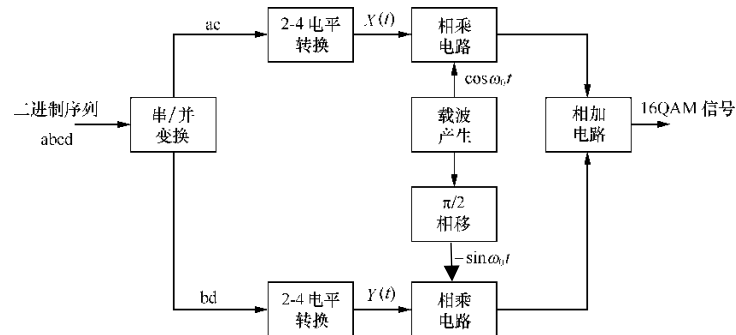 ac
2-4 电平
转换
X(t)
相乘
电路
cosω₀t
二进制序列
abcd
串/并
变换
载波
产生
相加
电路
16QAM 信号
π/2
相移
−sinω₀t
bd
2-4 电平
转换
Y(t)
相乘
电路